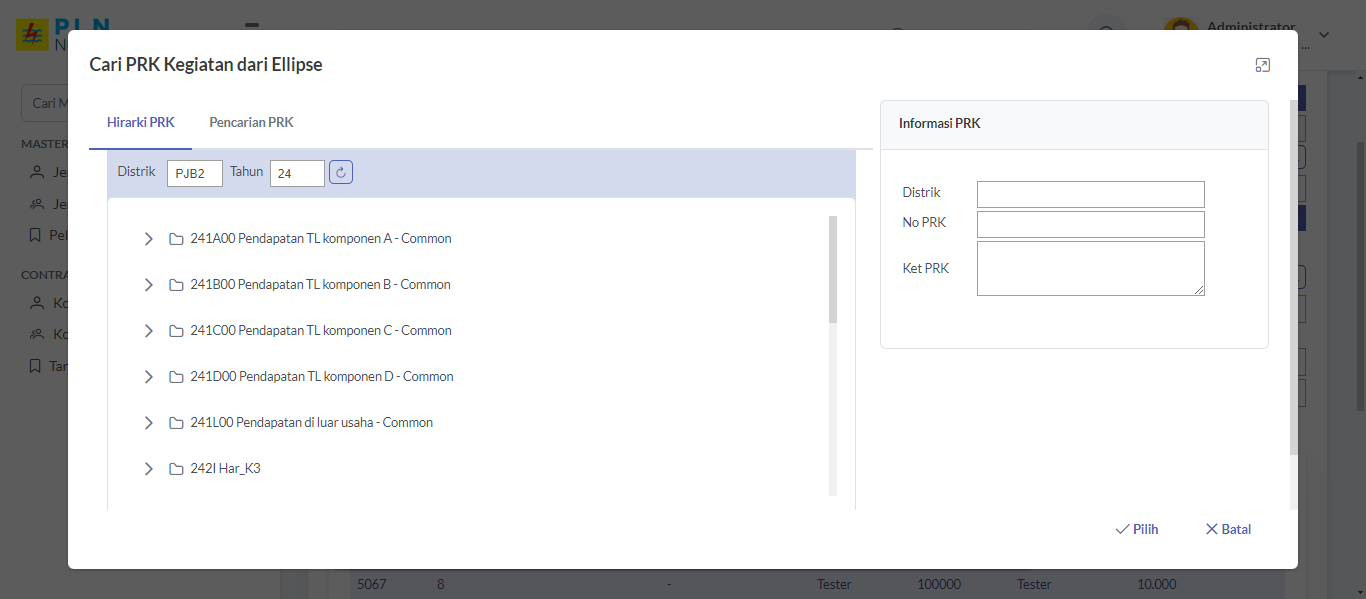 PLN
Administrator
...
Cari PRK Kegiatan dari Ellipse
Cari M
MASTER
Je
Je
Pel
CONTRA
Ko
Ko
Tan
Hirarki PRK
Pencarian PRK
Distrik
PJB2
Tahun
24
241A00 Pendapatan TL komponen A - Common
241B00 Pendapatan TL komponen B - Common
241C00 Pendapatan TL komponen C - Common
241D00 Pendapatan TL komponen D - Common
241L00 Pendapatan di luar usaha - Common
242I Har_K3
Informasi PRK
Distrik
No PRK
Ket PRK
Pilih
Batal
5067 8 - Tester 100000 Tester 10.000